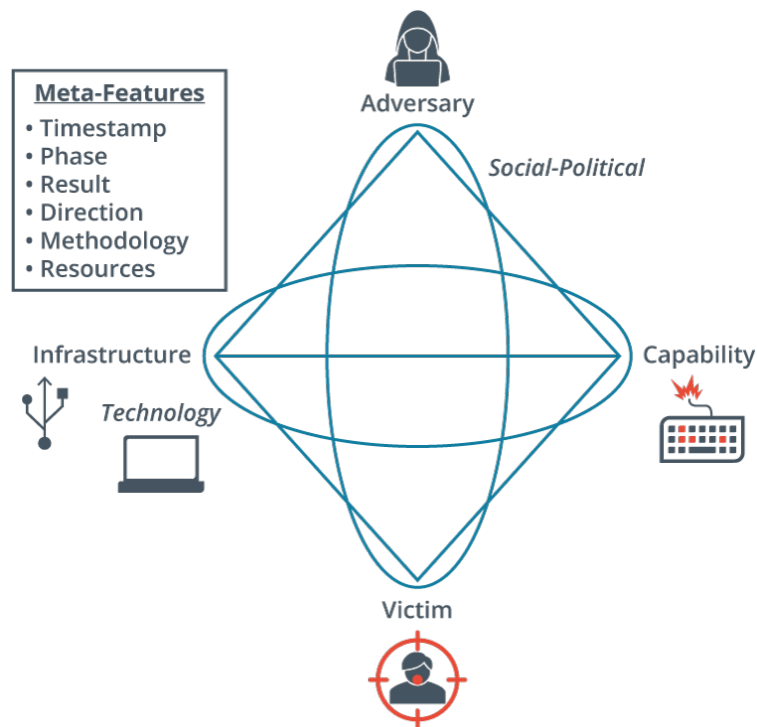 Adversary
Meta-Features
• Timestamp
• Phase
• Result
• Direction
• Methodology
• Resources
Social-Political
Infrastructure
Capability
Technology
Victim